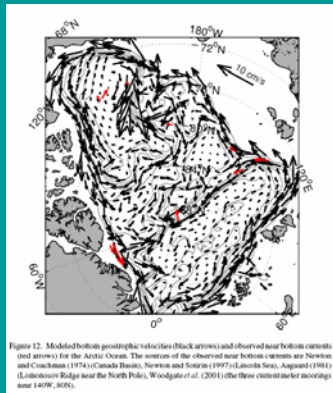 68°N
180°W
72°N
10 cm/s
120°
120°E
60°W
0°
60°E
Figure 12. Modeled bottom geostrophic velocities (black arrows) and observed near bottom currents
(red arrows) for the Arctic Ocean. The sources of the observed near bottom currents are Newton
and Coachman (1974) (Canada Basin), Newton and Sotirin (1997) (Lincoln Sea), Aagaard (1981)
(Lomonosov Ridge near the North Pole), Woodgate et al. (2001) (the three current meter moorings
near 140W, 80N).